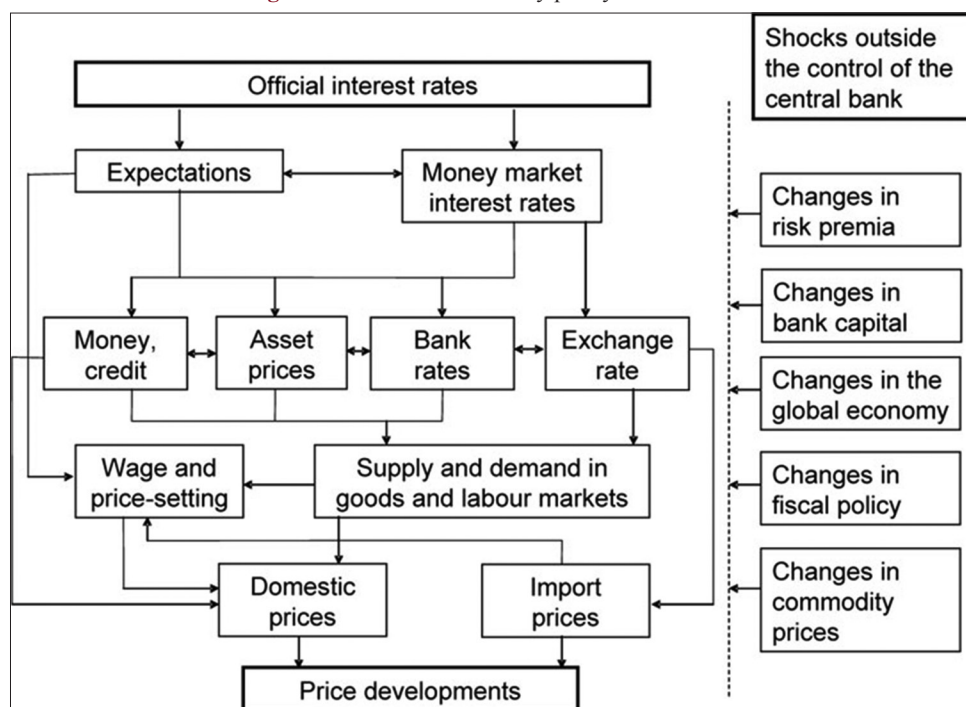 Shocks outside
the control of the
central bank
Official interest rates
Expectations
Money market
interest rates
Changes in
risk premia
Changes in
bank capital
Money,
credit
Asset
prices
Bank
rates
Exchange
rate
Changes in the
global economy
Wage and
price-setting
Supply and demand in
goods and labour markets
Changes in
fiscal policy
Domestic
prices
Import
prices
Changes in
commodity
prices
Price developments